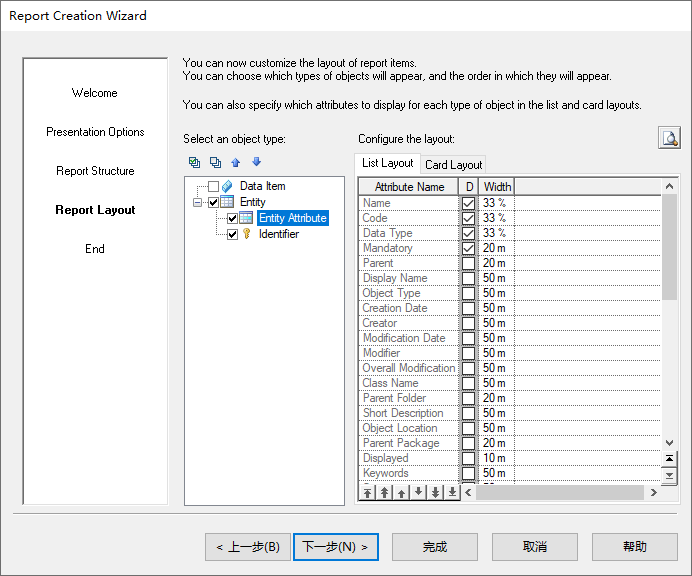 Report Creation Wizard
Welcome
Presentation Options
Report Structure
Report Layout
End
You can now customize the layout of report items.
You can choose which types of objects will appear, and the order in which they will appear.
You can also specify which attributes to display for each type of object in the list and card layouts.
Select an object type:
Data Item
Entity
Entity Attribute
Identifier
Configure the layout:
List Layout Card Layout
Attribute Name D Width
Name 33 %
Code 33 %
Data Type 33 %
Mandatory 20 m
Parent 20 m
Display Name 50 m
Object Type 50 m
Creation Date 50 m
Creator 50 m
Modification Date 50 m
Modifier 50 m
Overall Modification 50 m
Class Name 50 m
Parent Folder 20 m
Short Description 50 m
Object Location 50 m
Parent Package 20 m
Displayed 10 m
Keywords 50 m
< 上一步(B) 下一步(N) > 完成 取消 帮助